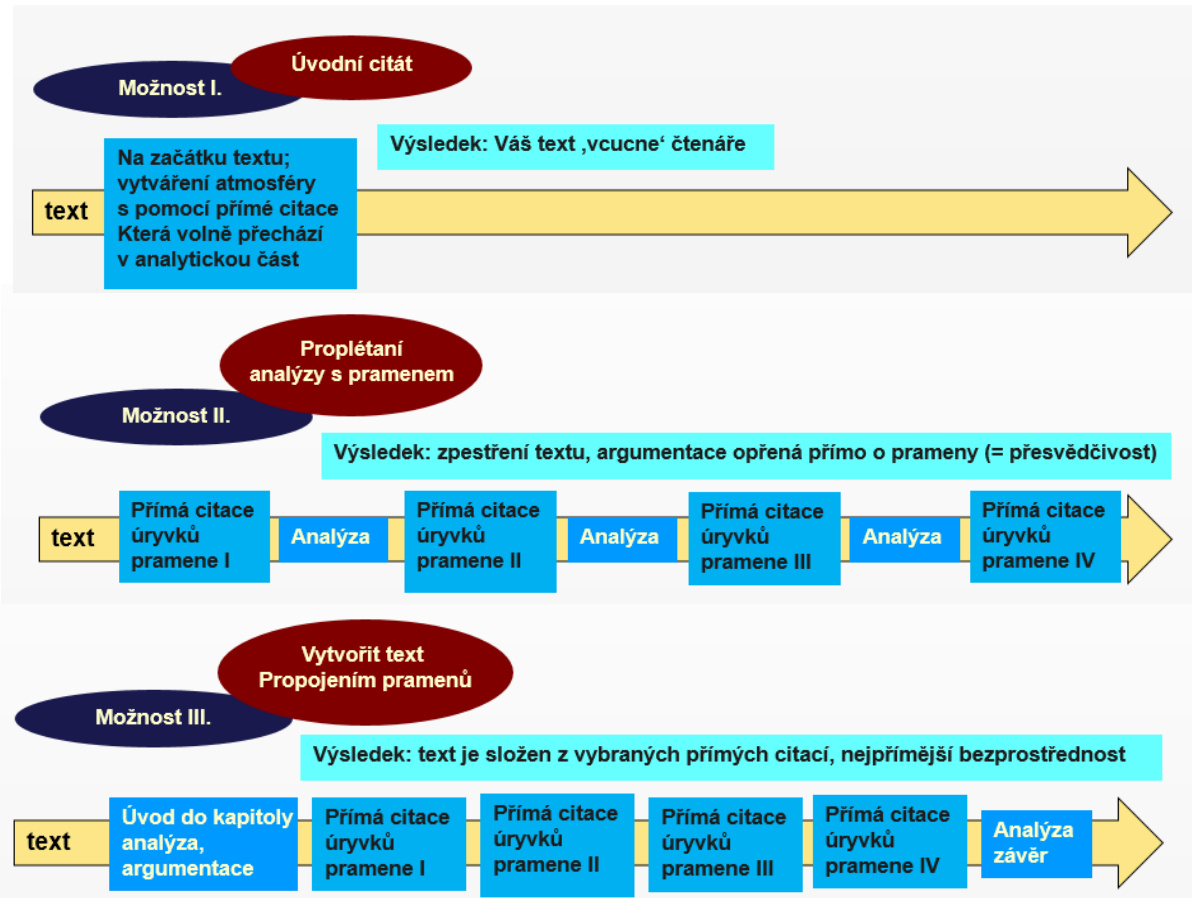 Úvodní citát
Možnost I.
Výsledek: Váš text ‚vcucne‘ čtenáře
Na začátku textu;
vytváření atmosféry
s pomocí přímé citace
Která volně přechází
v analytickou část
text
Proplétaní
analýzy s pramenem
Možnost II.
Výsledek: zpestření textu, argumentace opřená přímo o prameny (= přesvědčivost)
text
Přímá citace
úryvků
pramene I
Analýza
Přímá citace
úryvků
pramene II
Analýza
Přímá citace
úryvků
pramene III
Analýza
Přímá citace
úryvků
pramene IV
Vytvořit text
Propojením pramenů
Možnost III.
Výsledek: text je složen z vybraných přímých citací, nejpřímější bezprostřednost
text
Úvod do kapitoly
analýza,
argumentace
Přímá citace
úryvků
pramene I
Přímá citace
úryvků
pramene II
Přímá citace
úryvků
pramene III
Přímá citace
úryvků
pramene IV
Analýza
závěr